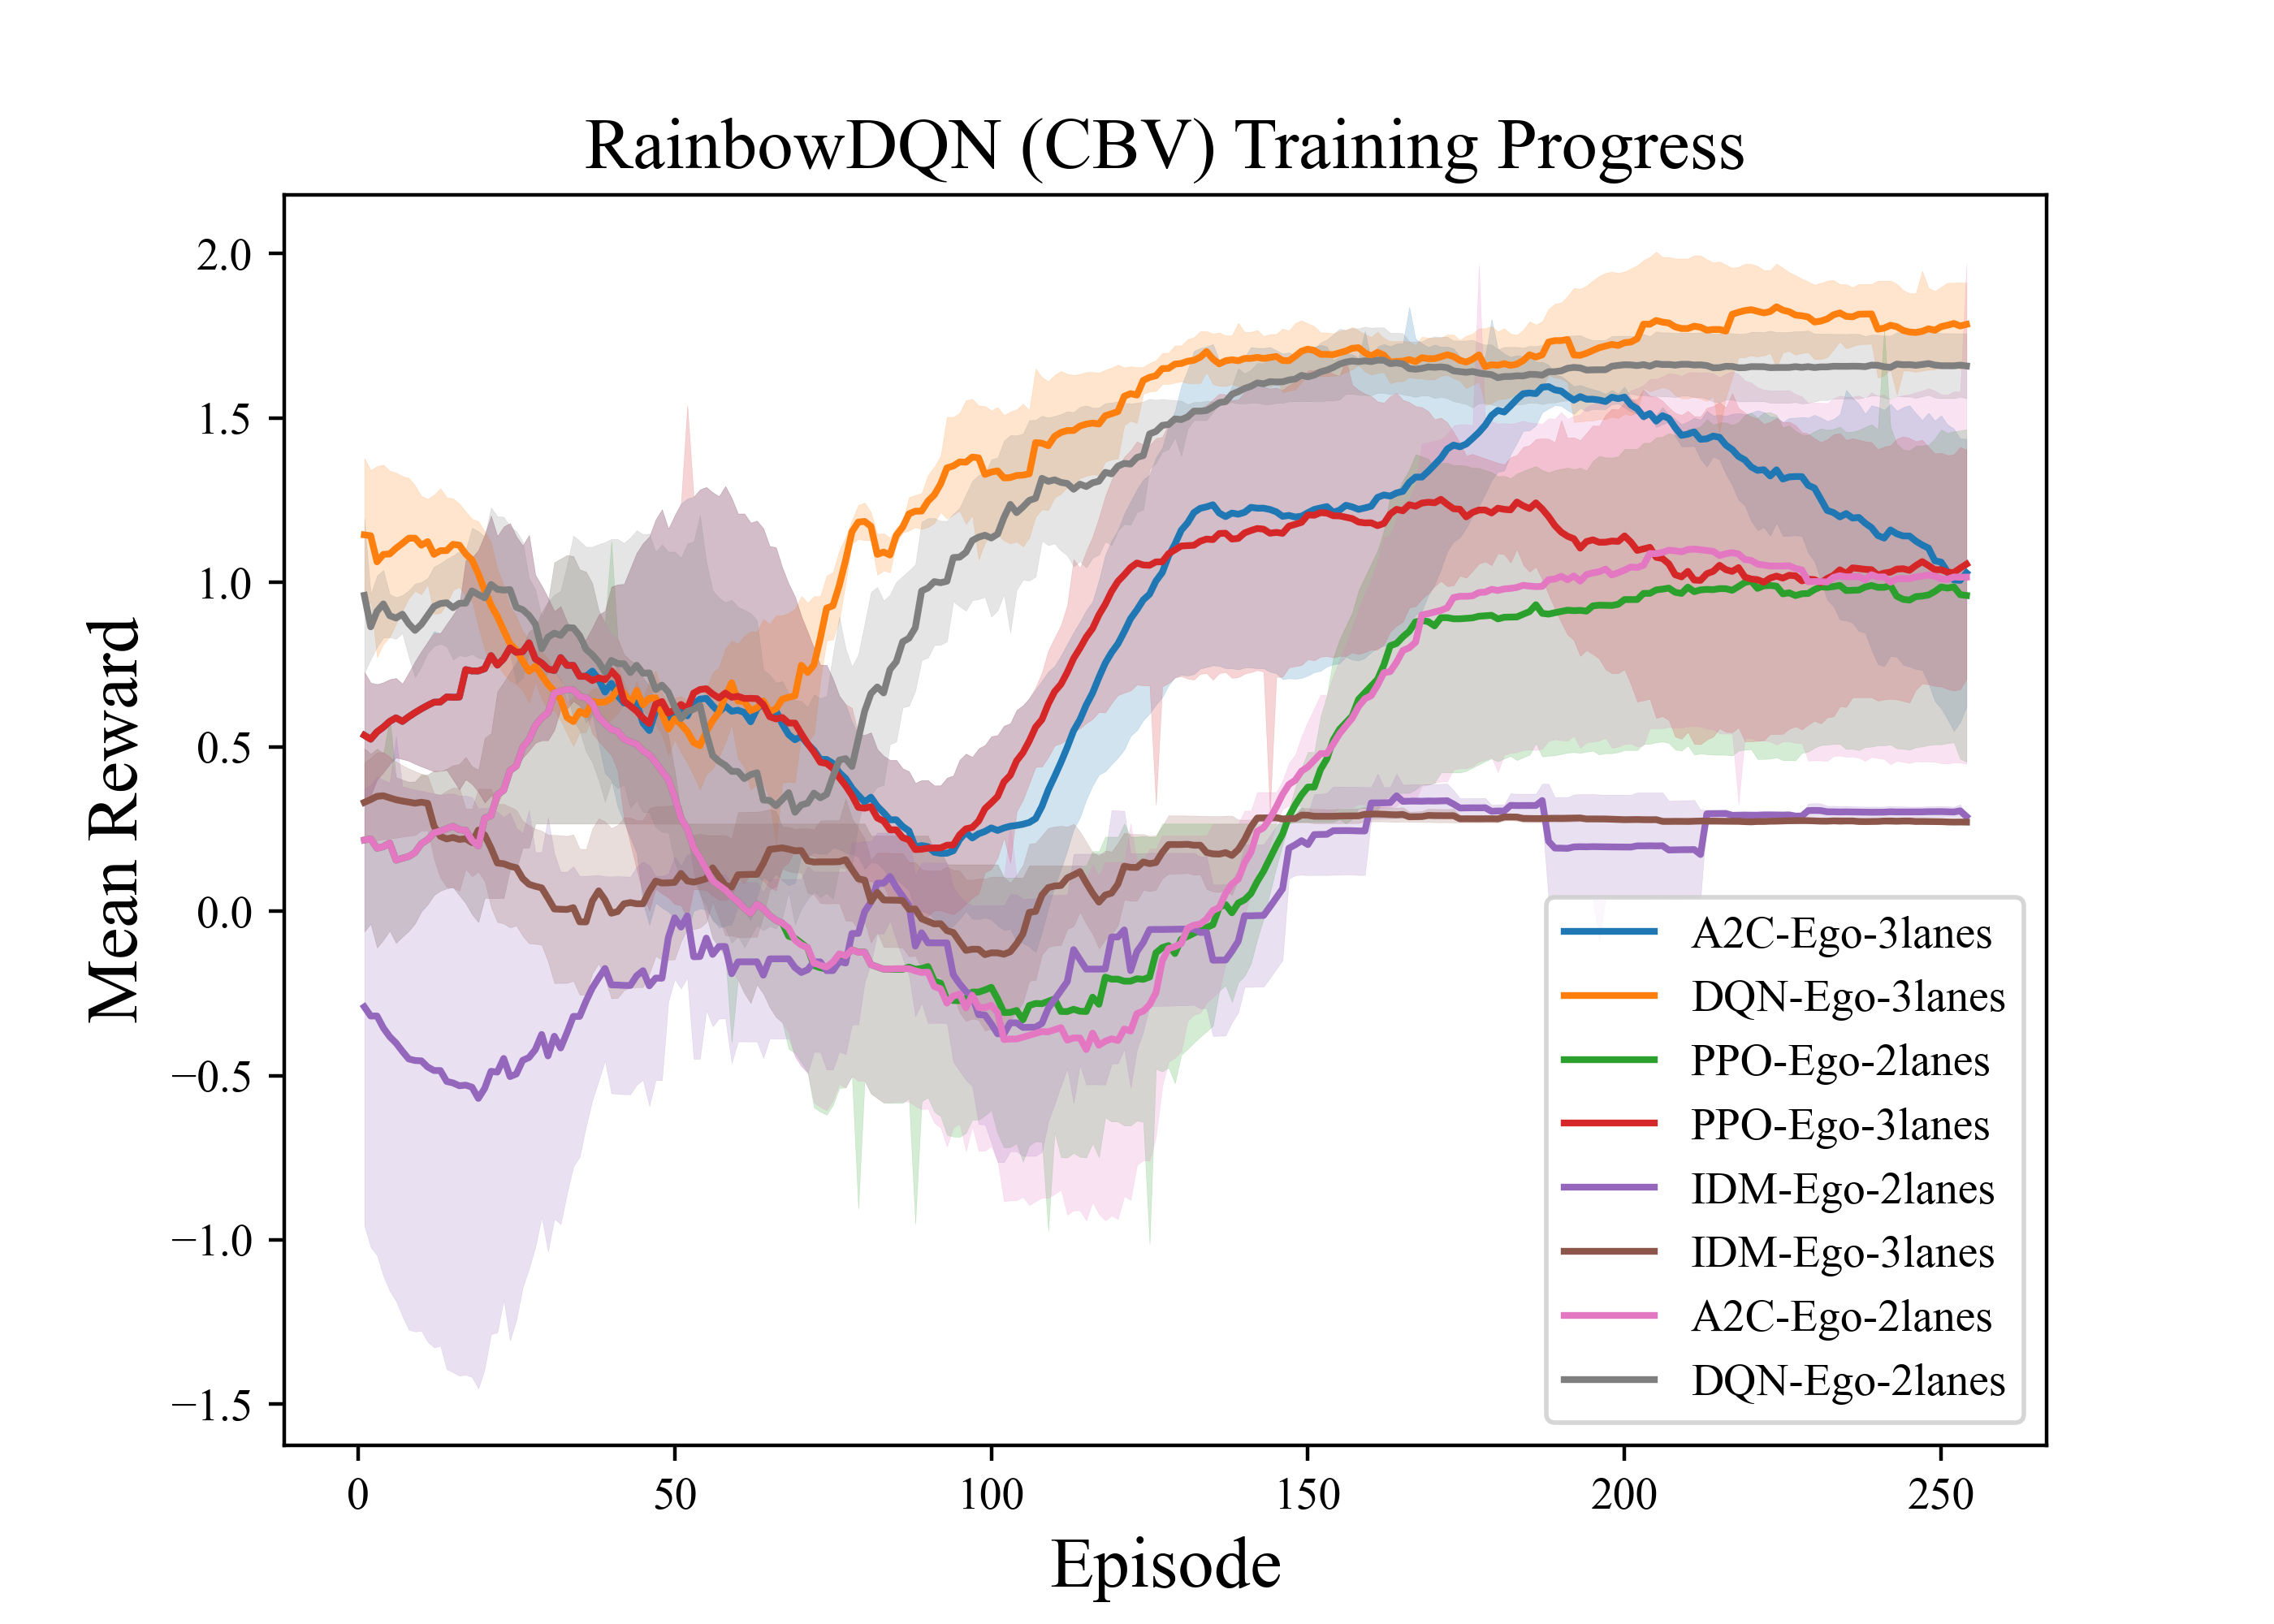 RainbowDQN (CBV) Training Progress
Mean Reward
2.0
1.5
1.0
0.5
0.0
−0.5
−1.0
−1.5
0 50 100 150 200 250
Episode
A2C-Ego-3lanes
DQN-Ego-3lanes
PPO-Ego-2lanes
PPO-Ego-3lanes
IDM-Ego-2lanes
IDM-Ego-3lanes
A2C-Ego-2lanes
DQN-Ego-2lanes